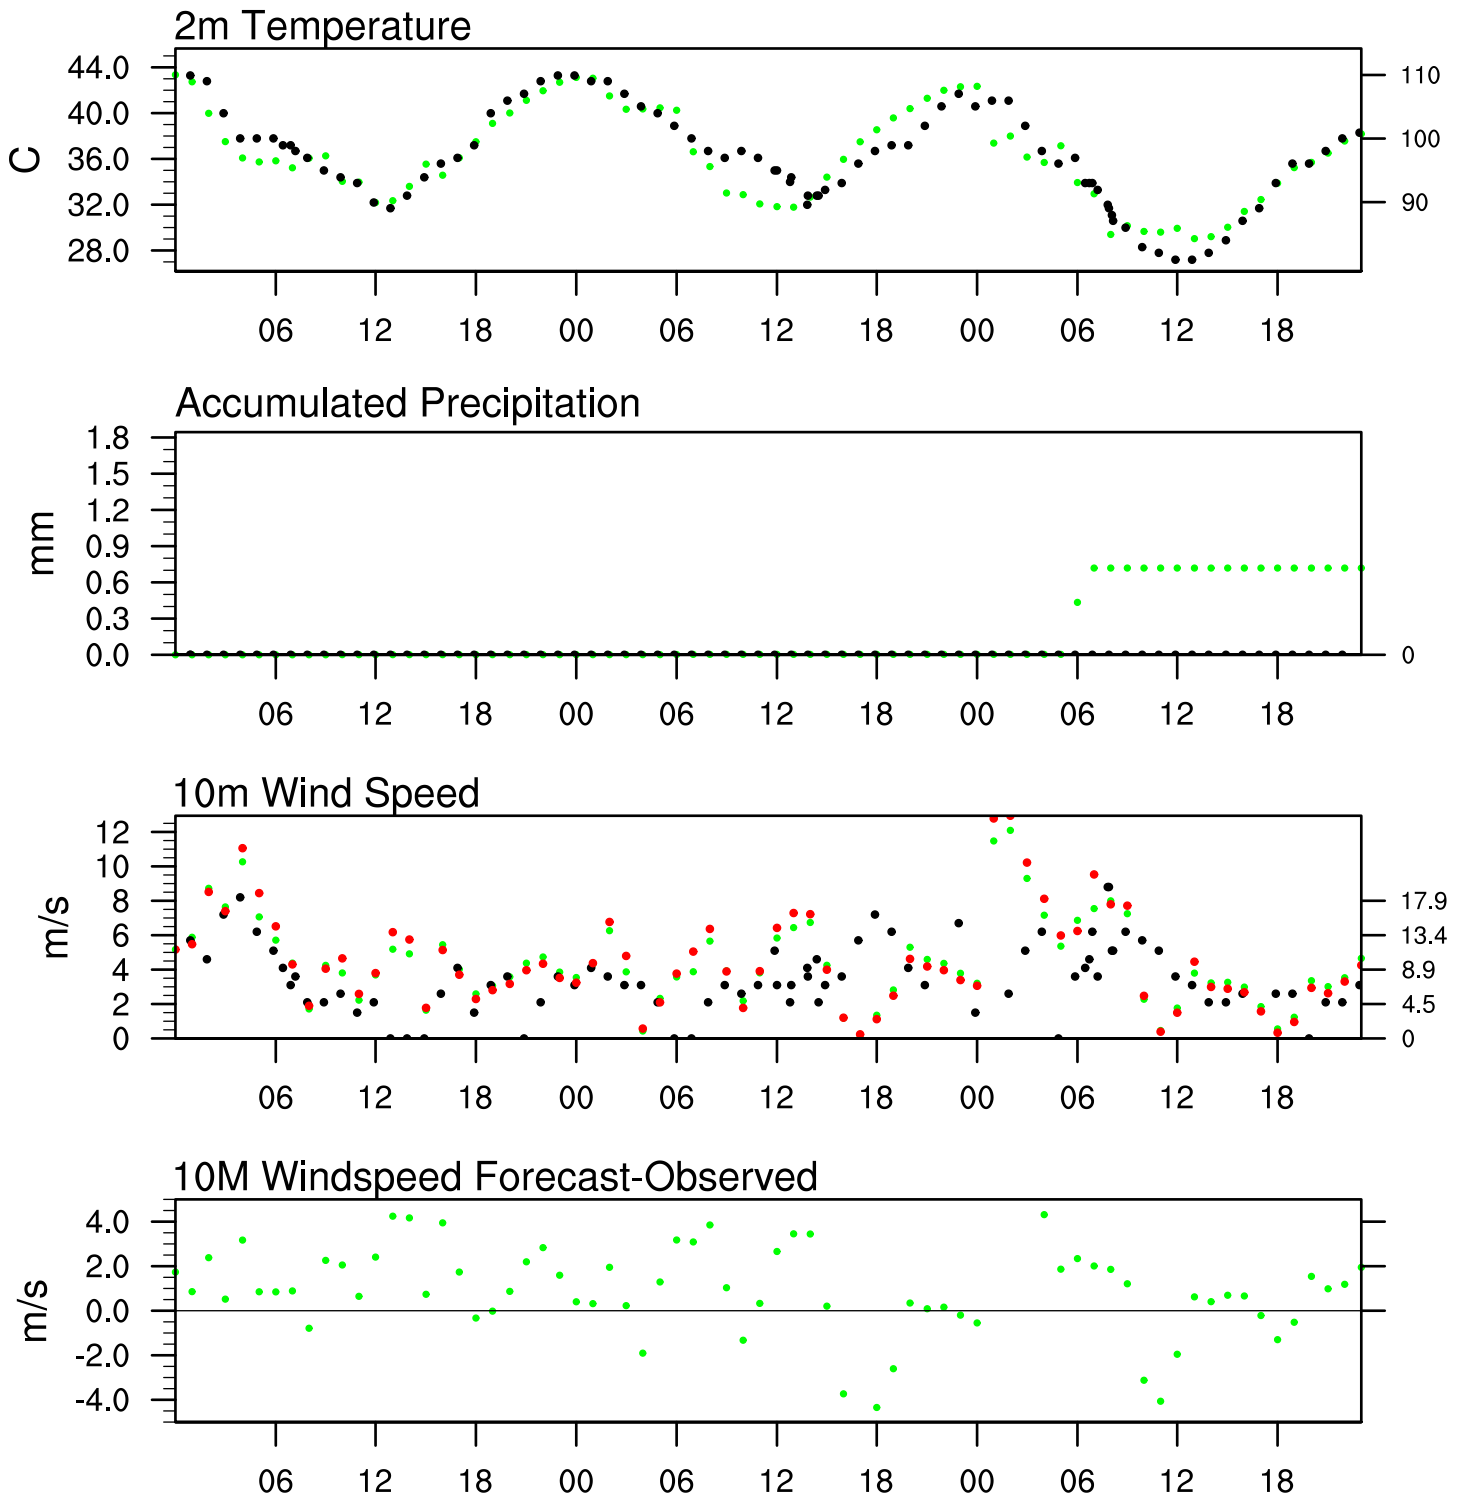 2m Temperature
44.0
40.0
36.0
32.0
28.0
C
110
100
90
06 12 18 00 06 12 18 00 06 12 18
Accumulated Precipitation
1.8
1.5
1.2
0.9
0.6
0.3
0.0
mm
0
06 12 18 00 06 12 18 00 06 12 18
10m Wind Speed
12
10
8
6
4
2
0
m/s
17.9
13.4
8.9
4.5
0
06 12 18 00 06 12 18 00 06 12 18
10M Windspeed Forecast-Observed
4.0
2.0
0.0
-2.0
-4.0
m/s
06 12 18 00 06 12 18 00 06 12 18